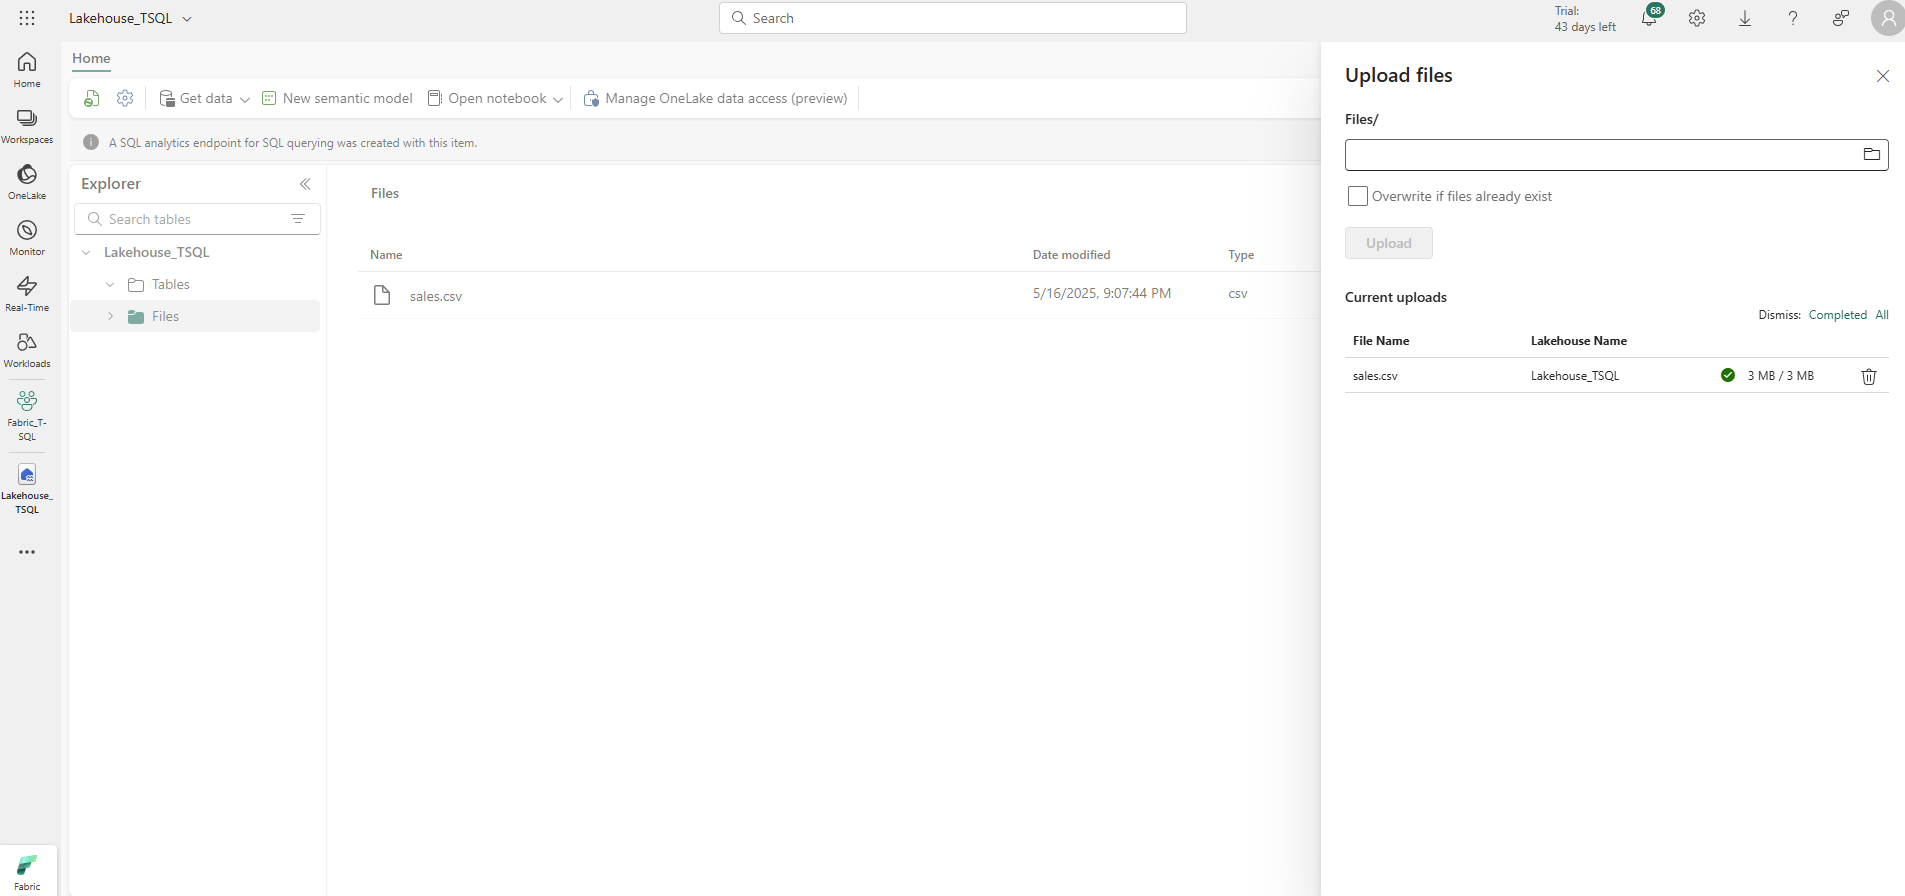 Lakehouse_TSQL
Search
Trial:
43 days left
68
Home
Workspaces
OneLake
Monitor
Real-Time
Workloads
Fabric_T-
SQL
Lakehouse_
TSQL
Fabric
Home
Get data
New semantic model
Open notebook
Manage OneLake data access (preview)
A SQL analytics endpoint for SQL querying was created with this item.
Explorer
Search tables
Lakehouse_TSQL
Tables
Files
Files
Name Date modified Type
sales.csv 5/16/2025, 9:07:44 PM csv
Upload files
Files/
Overwrite if files already exist
Upload
Current uploads
Dismiss: Completed All
File Name Lakehouse Name
sales.csv Lakehouse_TSQL 3 MB / 3 MB